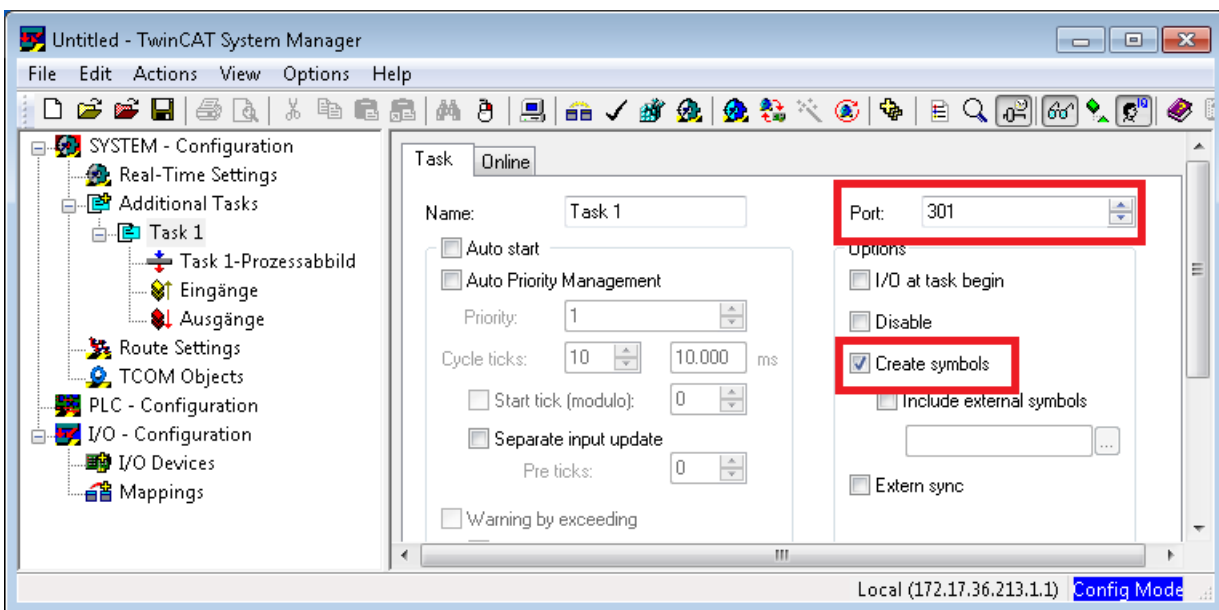 Untitled - TwinCAT System Manager
File Edit Actions View Options Help
SYSTEM - Configuration
Real-Time Settings
Additional Tasks
Task 1
Task 1-Prozessabbild
Eingänge
Ausgänge
Route Settings
TCOM Objects
PLC - Configuration
I/O - Configuration
I/O Devices
Mappings
Task Online
Name: Task 1
Auto start
Auto Priority Management
Priority: 1
Cycle ticks: 10 10.000 ms
Start tick (modulo): 0
Separate input update
Pre ticks: 0
Warning by exceeding
Port: 301
Options
I/O at task begin
Disable
Create symbols
Include external symbols
...
Extern sync
Local (172.17.36.213.1.1) Config Mode